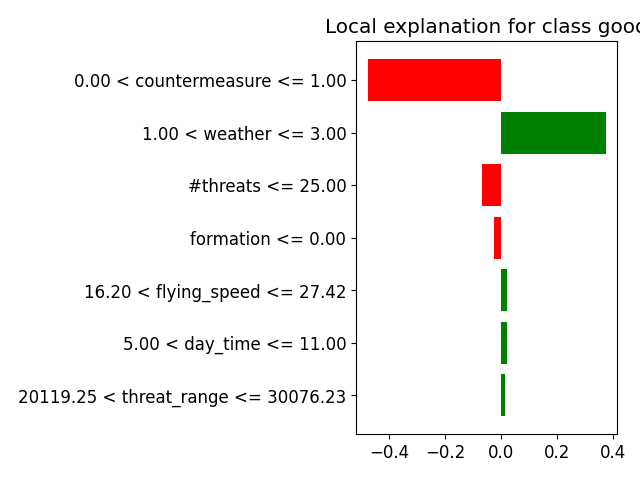 Local explanation for class good
0.00 < countermeasure <= 1.00
1.00 < weather <= 3.00
#threats <= 25.00
formation <= 0.00
16.20 < flying_speed <= 27.42
5.00 < day_time <= 11.00
20119.25 < threat_range <= 30076.23
−0.4 −0.2 0.0 0.2 0.4